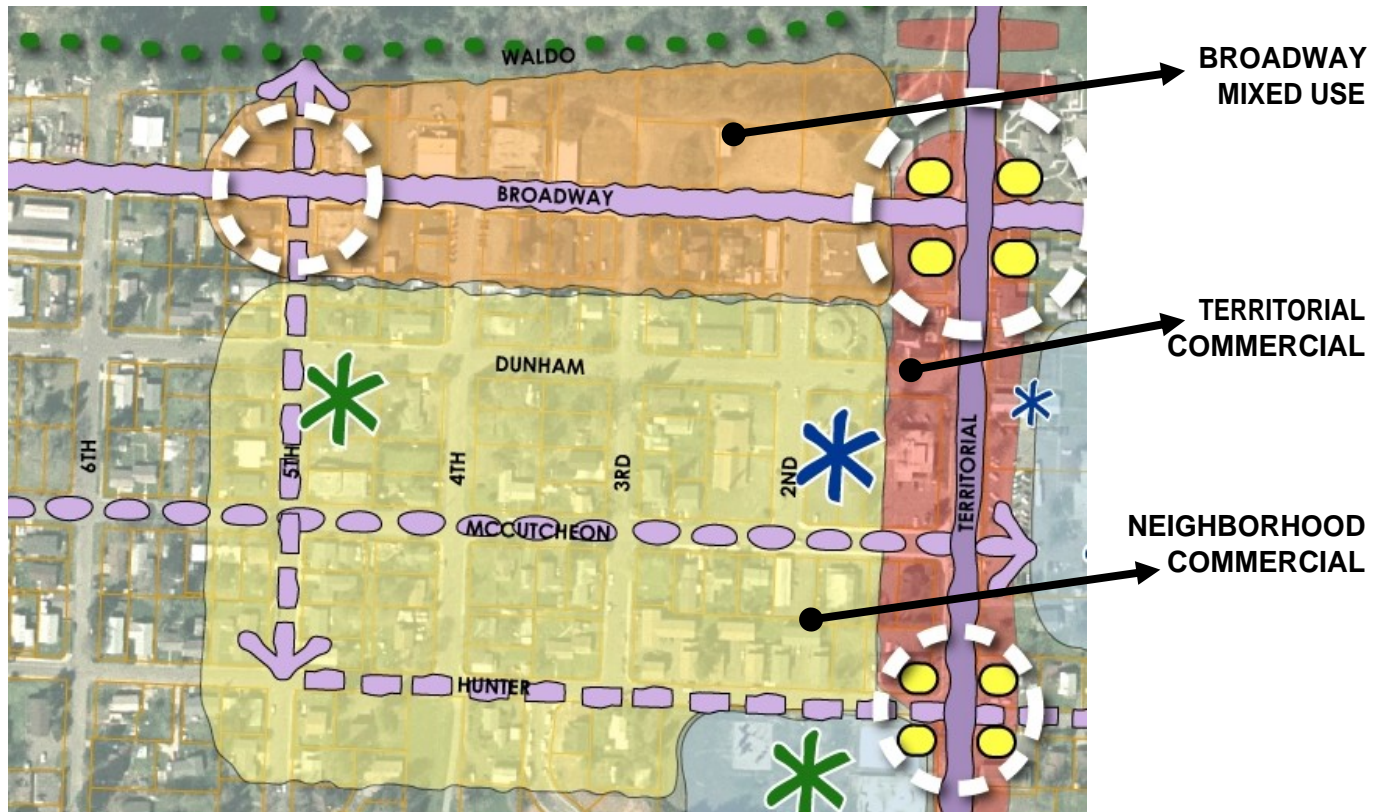 WALDO
BROADWAY
MIXED USE
BROADWAY
TERRITORIAL
COMMERCIAL
DUNHAM
6TH
5TH
4TH
3RD
2ND
TERRITORIAL
MCCUTCHEON
NEIGHBORHOOD
COMMERCIAL
HUNTER